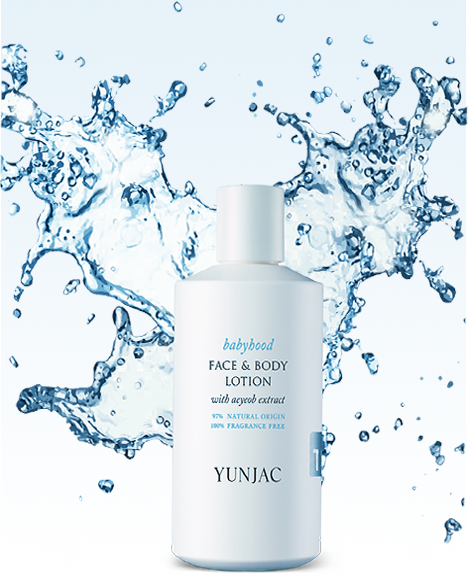 babyhood
FACE & BODY
LOTION
with aeyeob extract
97% NATURAL ORIGIN
100% FRAGRANCE FREE
YUNJAC